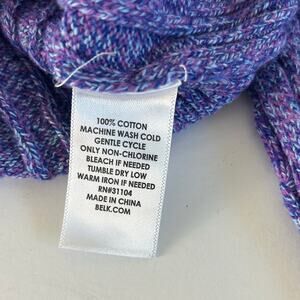 100% COTTON
MACHINE WASH COLD
GENTLE CYCLE
ONLY NON-CHLORINE
BLEACH IF NEEDED
TUMBLE DRY LOW
WARM IRON IF NEEDED
RN#31104
MADE IN CHINA
BELK.COM